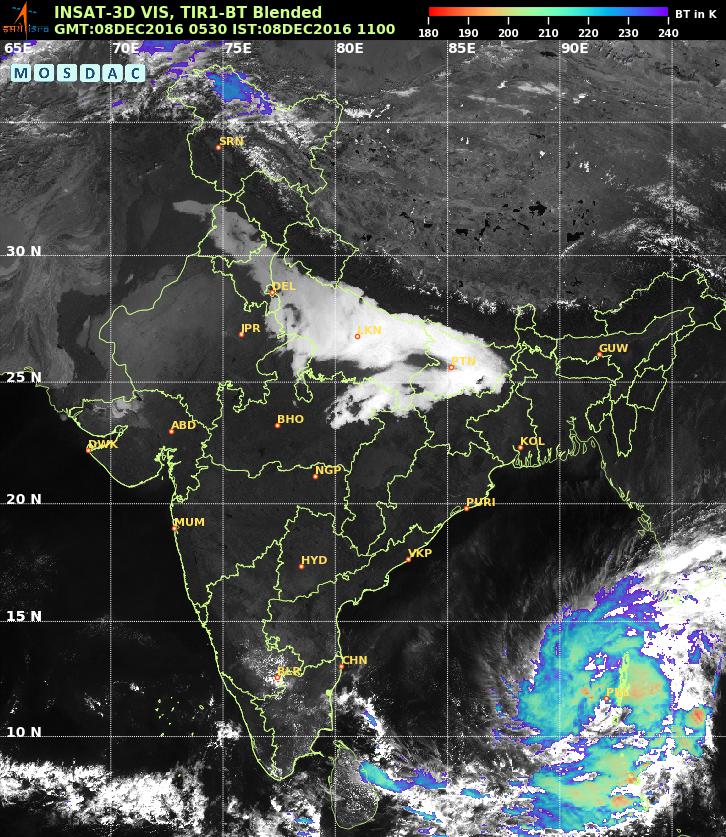 INSAT-3D VIS, TIR1-BT Blended
GMT:08DEC2016 0530 IST:08DEC2016 1100
BT in K
180 190 200 210 220 230 240
65E 70E 75E 80E 85E 90E
MOSDAC
SRN
30 N
DEL
JPR LKN
GUW
PTN
25 N
ABD BHO
DWK KOL
NGP
20 N PURI
MUM
HYD VKP
15 N
CHN
BLR
10 N